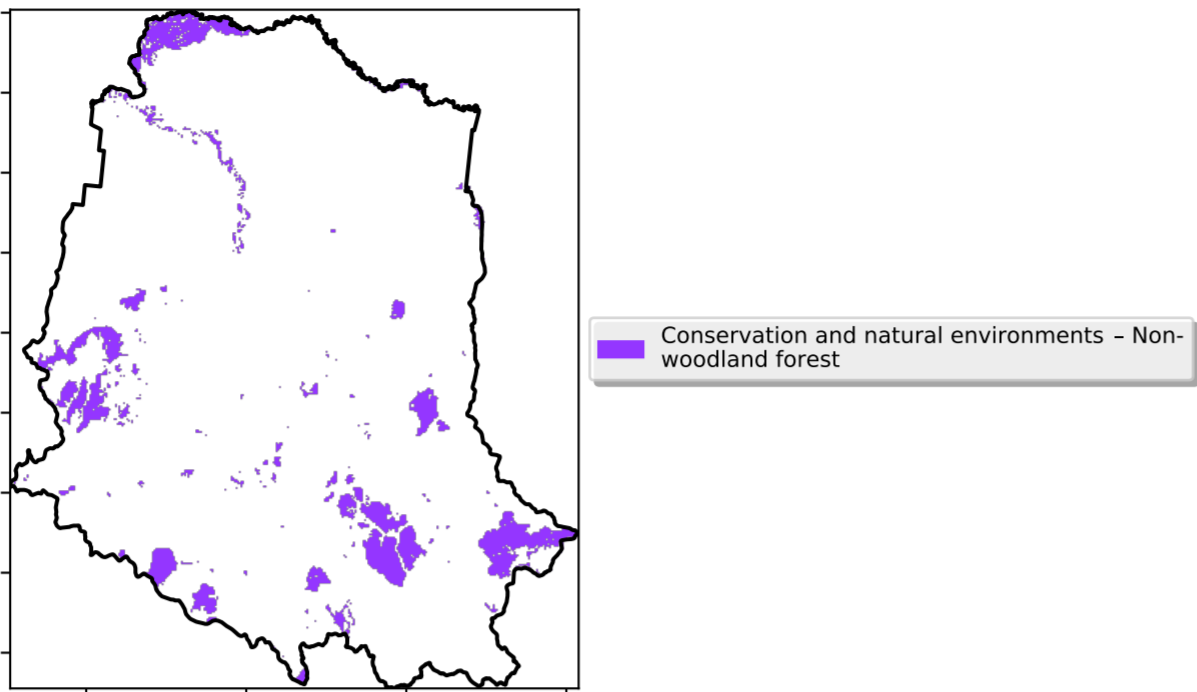 Conservation and natural environments – Non-
woodland forest